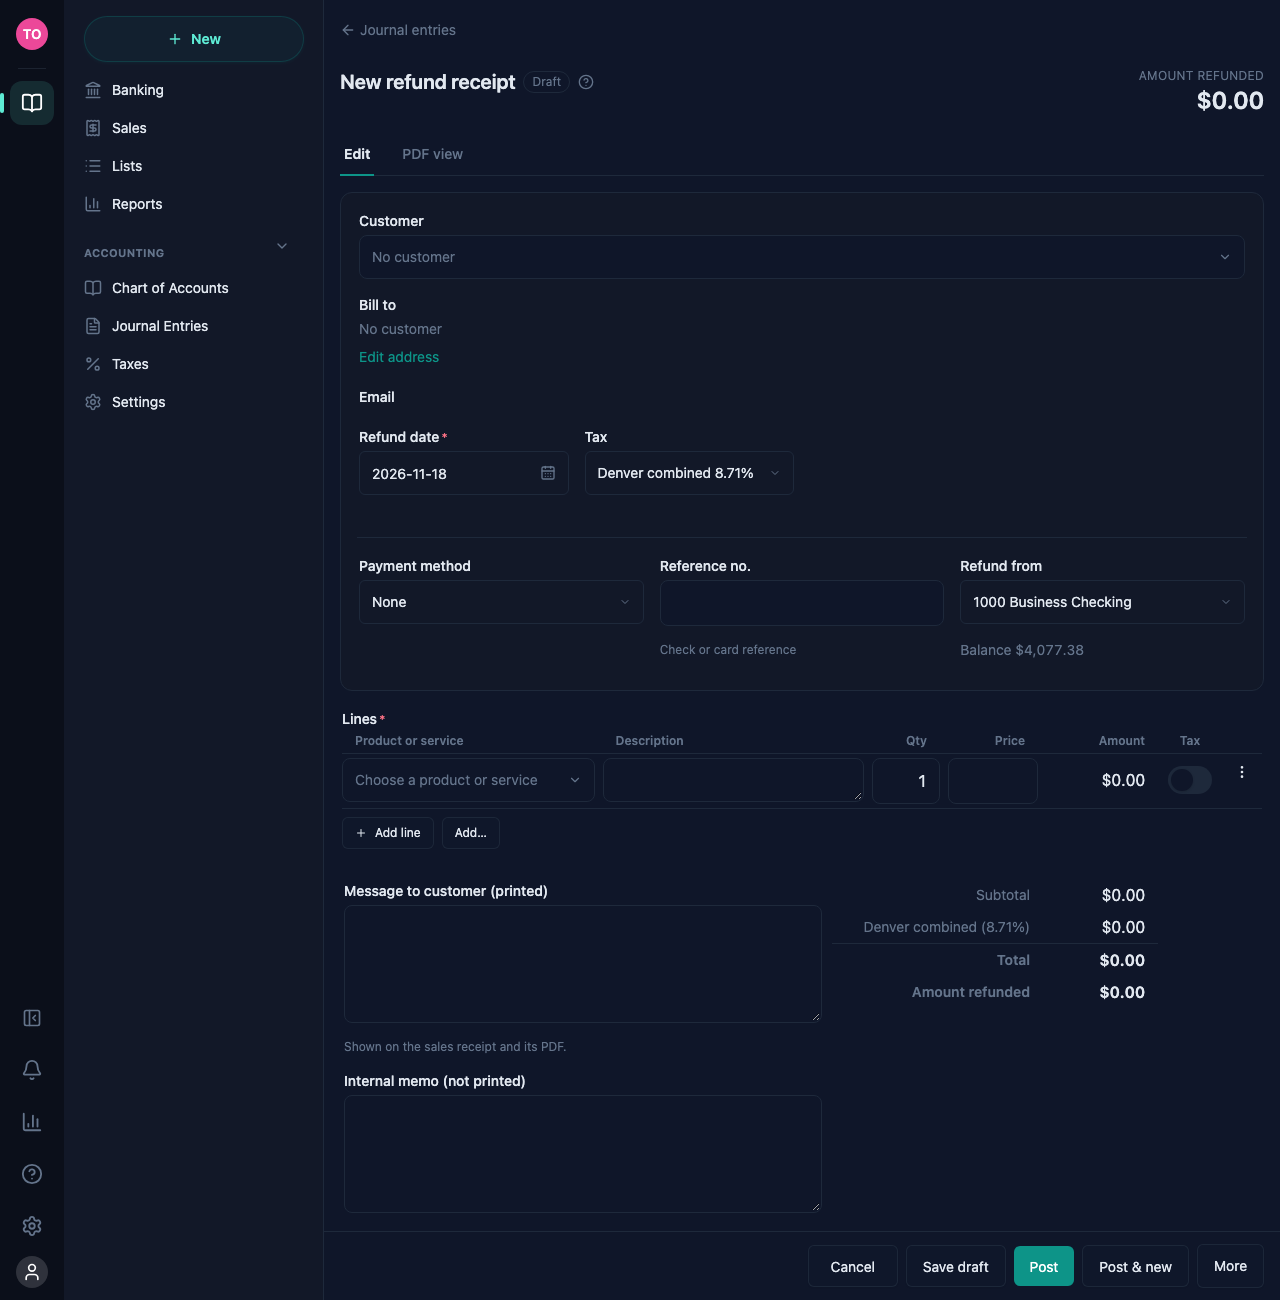 TO
New
Banking
Sales
Lists
Reports
ACCOUNTING
Chart of Accounts
Journal Entries
Taxes
Settings
Journal entries
New refund receipt Draft
AMOUNT REFUNDED
$0.00
Edit PDF view
Customer
No customer
Bill to
No customer
Edit address
Email
Refund date* Tax
2026-11-18 Denver combined 8.71%
Payment method Reference no. Refund from
None 1000 Business Checking
Check or card reference Balance $4,077.38
Lines*
Product or service Description Qty Price Amount Tax
Choose a product or service 1 $0.00
Add line Add...
Message to customer (printed)
Subtotal $0.00
Denver combined (8.71%) $0.00
Total $0.00
Amount refunded $0.00
Shown on the sales receipt and its PDF.
Internal memo (not printed)
Cancel Save draft Post Post & new More